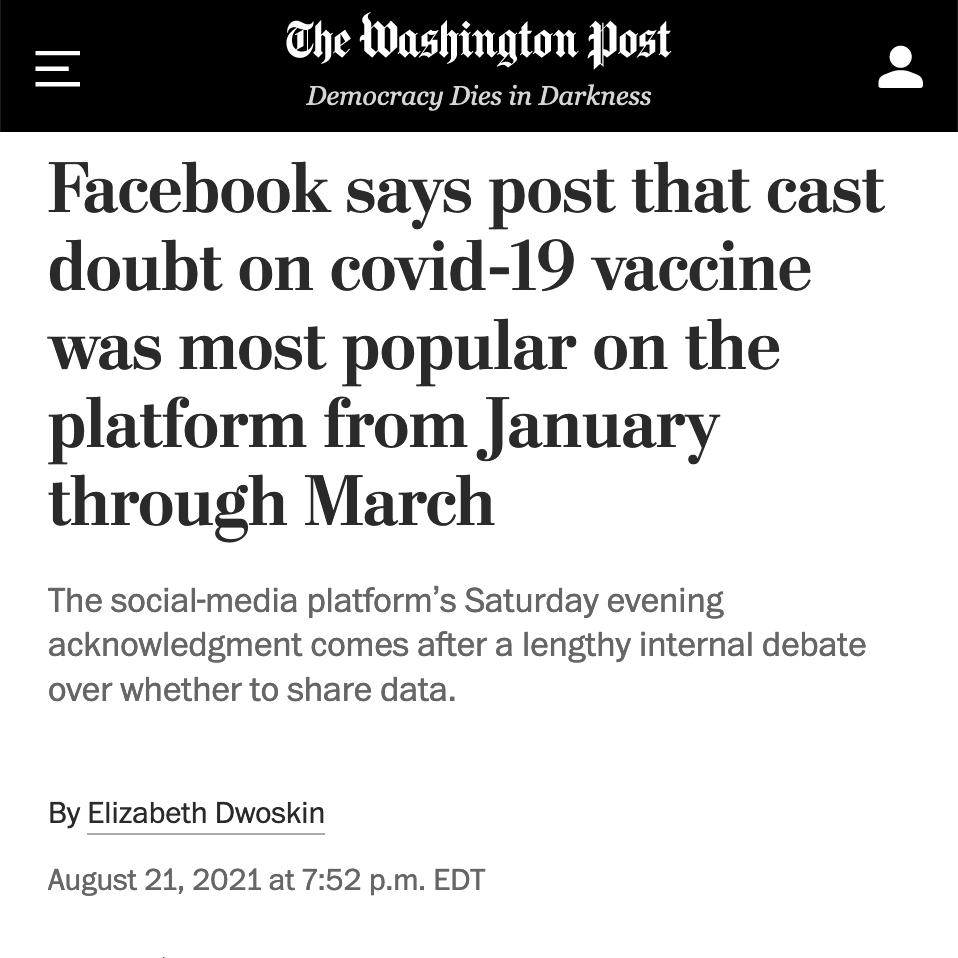 The Washington Post
Democracy Dies in Darkness
Facebook says post that cast
doubt on covid-19 vaccine
was most popular on the
platform from January
through March
The social-media platform’s Saturday evening
acknowledgment comes after a lengthy internal debate
over whether to share data.
By Elizabeth Dwoskin
August 21, 2021 at 7:52 p.m. EDT